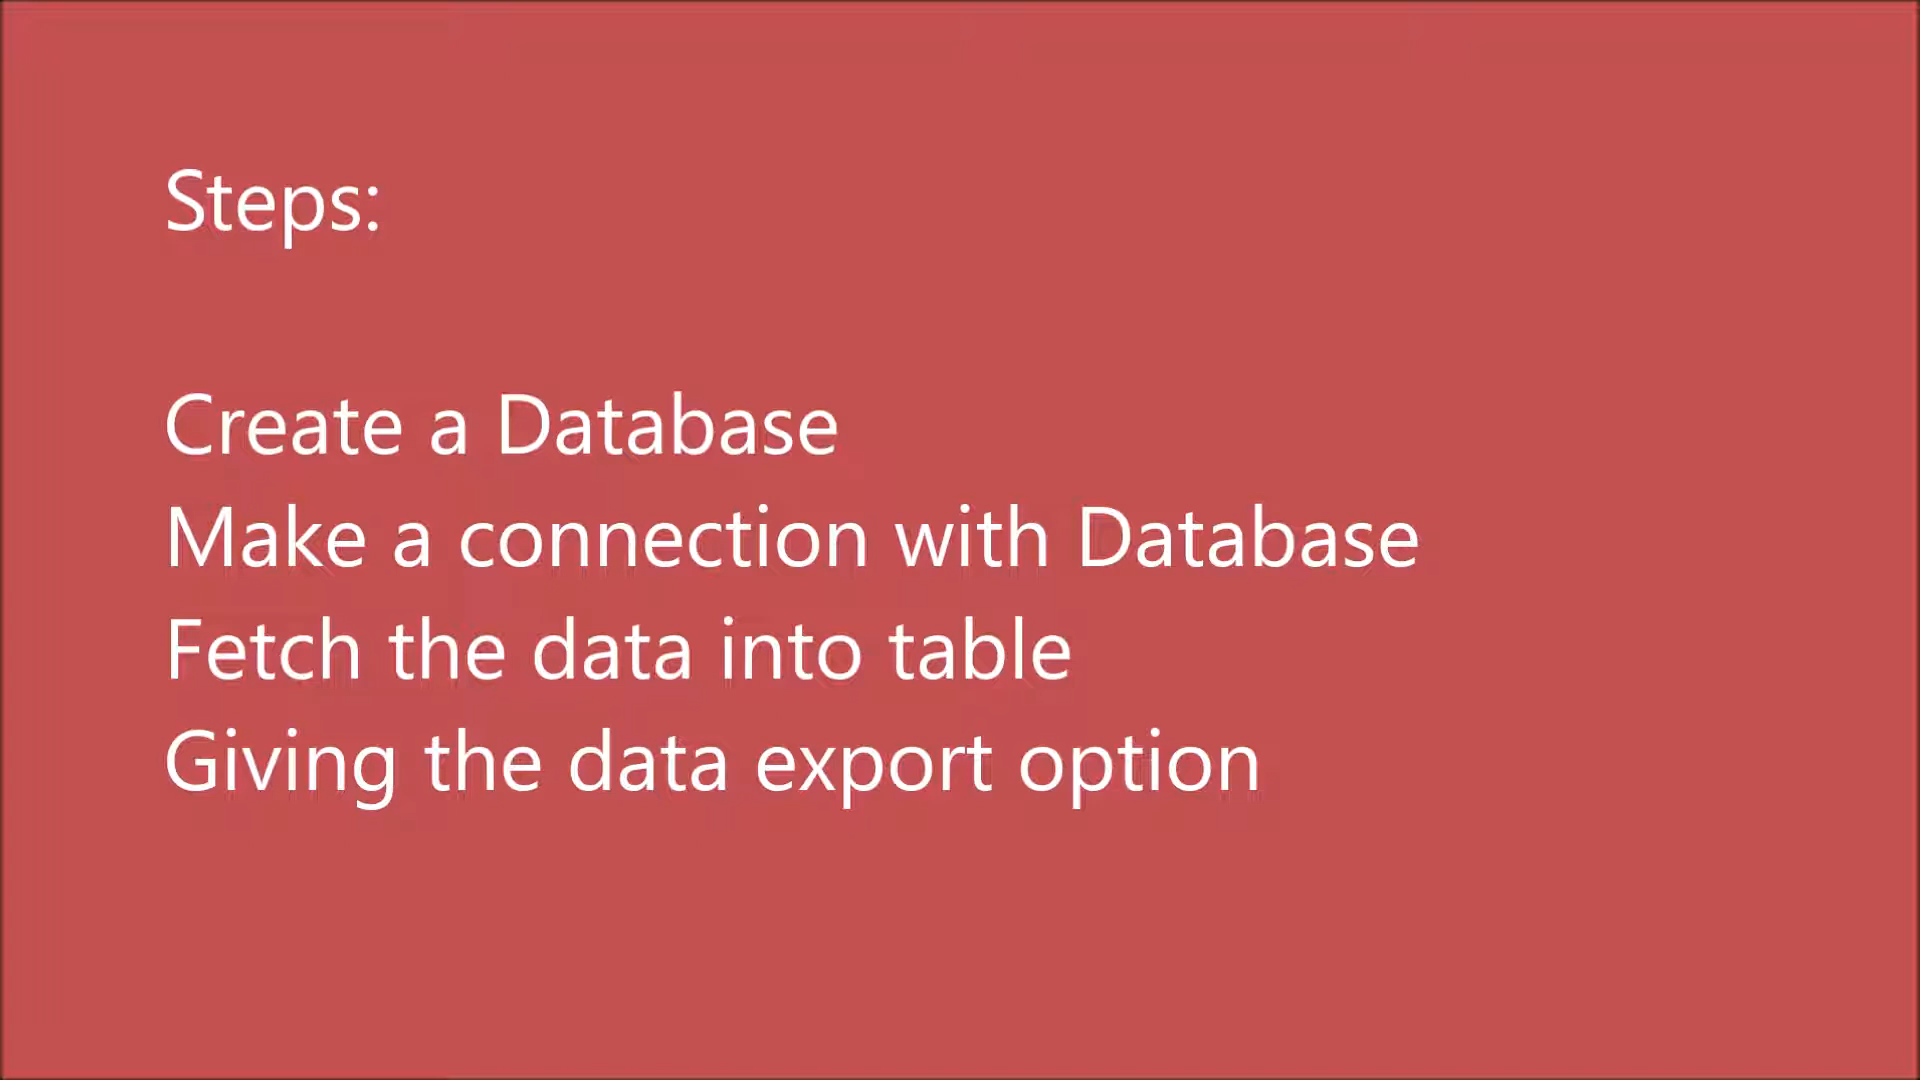 Steps:
Create a Database
Make a connection with Database
Fetch the data into table
Giving the data export option